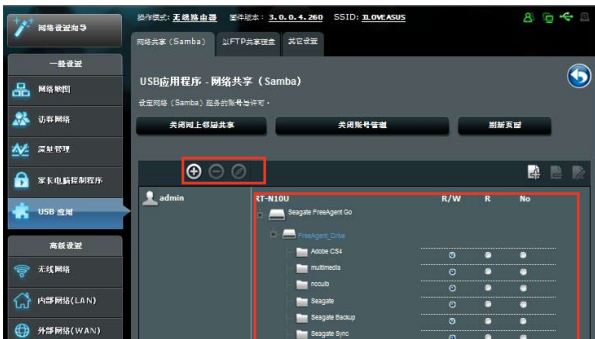 操作模式: 无线路由器 固件版本: 3.0.0.4.260 SSID: ILOVEASUS
网络设置向导
网络共享 (Samba) 以FTP共享硬盘 其它设置
一般设置
网络地图
访客网络
流量管理
家长电脑控制程序
USB 应用
高级设置
无线网络
内部网络(LAN)
外部网络(WAN)
USB应用程序 - 网络共享 (Samba)
设定网络 (Samba) 服务的账号与许可。
关闭网上邻居共享 关闭账号管理 刷新页面
admin
RT-N10U R/W R No
Seagate FreeAgent Go
FreeAgent_Drive
Adobe CS4
multimedia
ncoulb
Seagate
Seagate Backup
Seagate Sync